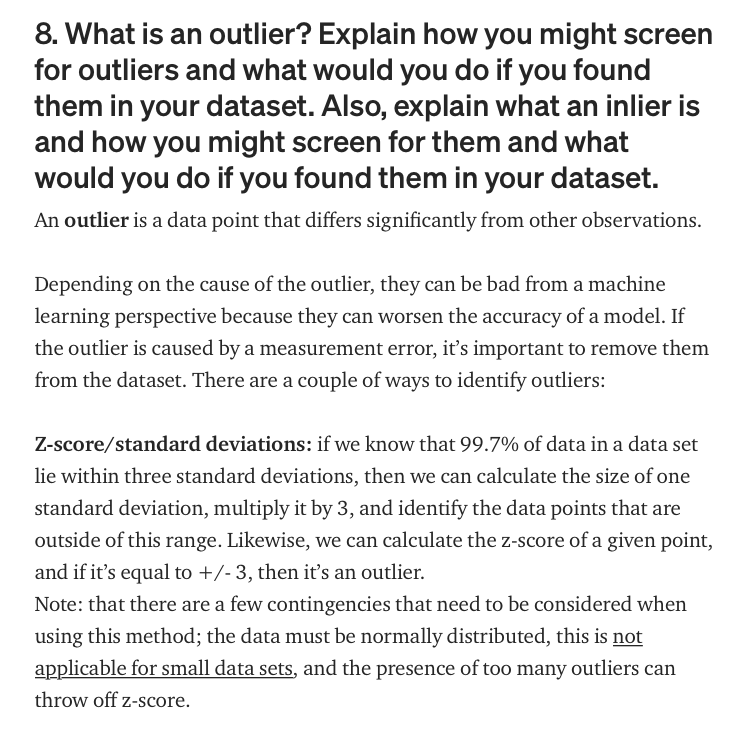 8. What is an outlier? Explain how you might screen
for outliers and what would you do if you found
them in your dataset. Also, explain what an inlier is
and how you might screen for them and what
would you do if you found them in your dataset.
An outlier is a data point that differs significantly from other observations.
Depending on the cause of the outlier, they can be bad from a machine
learning perspective because they can worsen the accuracy of a model. If
the outlier is caused by a measurement error, it’s important to remove them
from the dataset. There are a couple of ways to identify outliers:
Z-score/standard deviations: if we know that 99.7% of data in a data set
lie within three standard deviations, then we can calculate the size of one
standard deviation, multiply it by 3, and identify the data points that are
outside of this range. Likewise, we can calculate the z-score of a given point,
and if it’s equal to +/- 3, then it’s an outlier.
Note: that there are a few contingencies that need to be considered when
using this method; the data must be normally distributed, this is not
applicable for small data sets, and the presence of too many outliers can
throw off z-score.